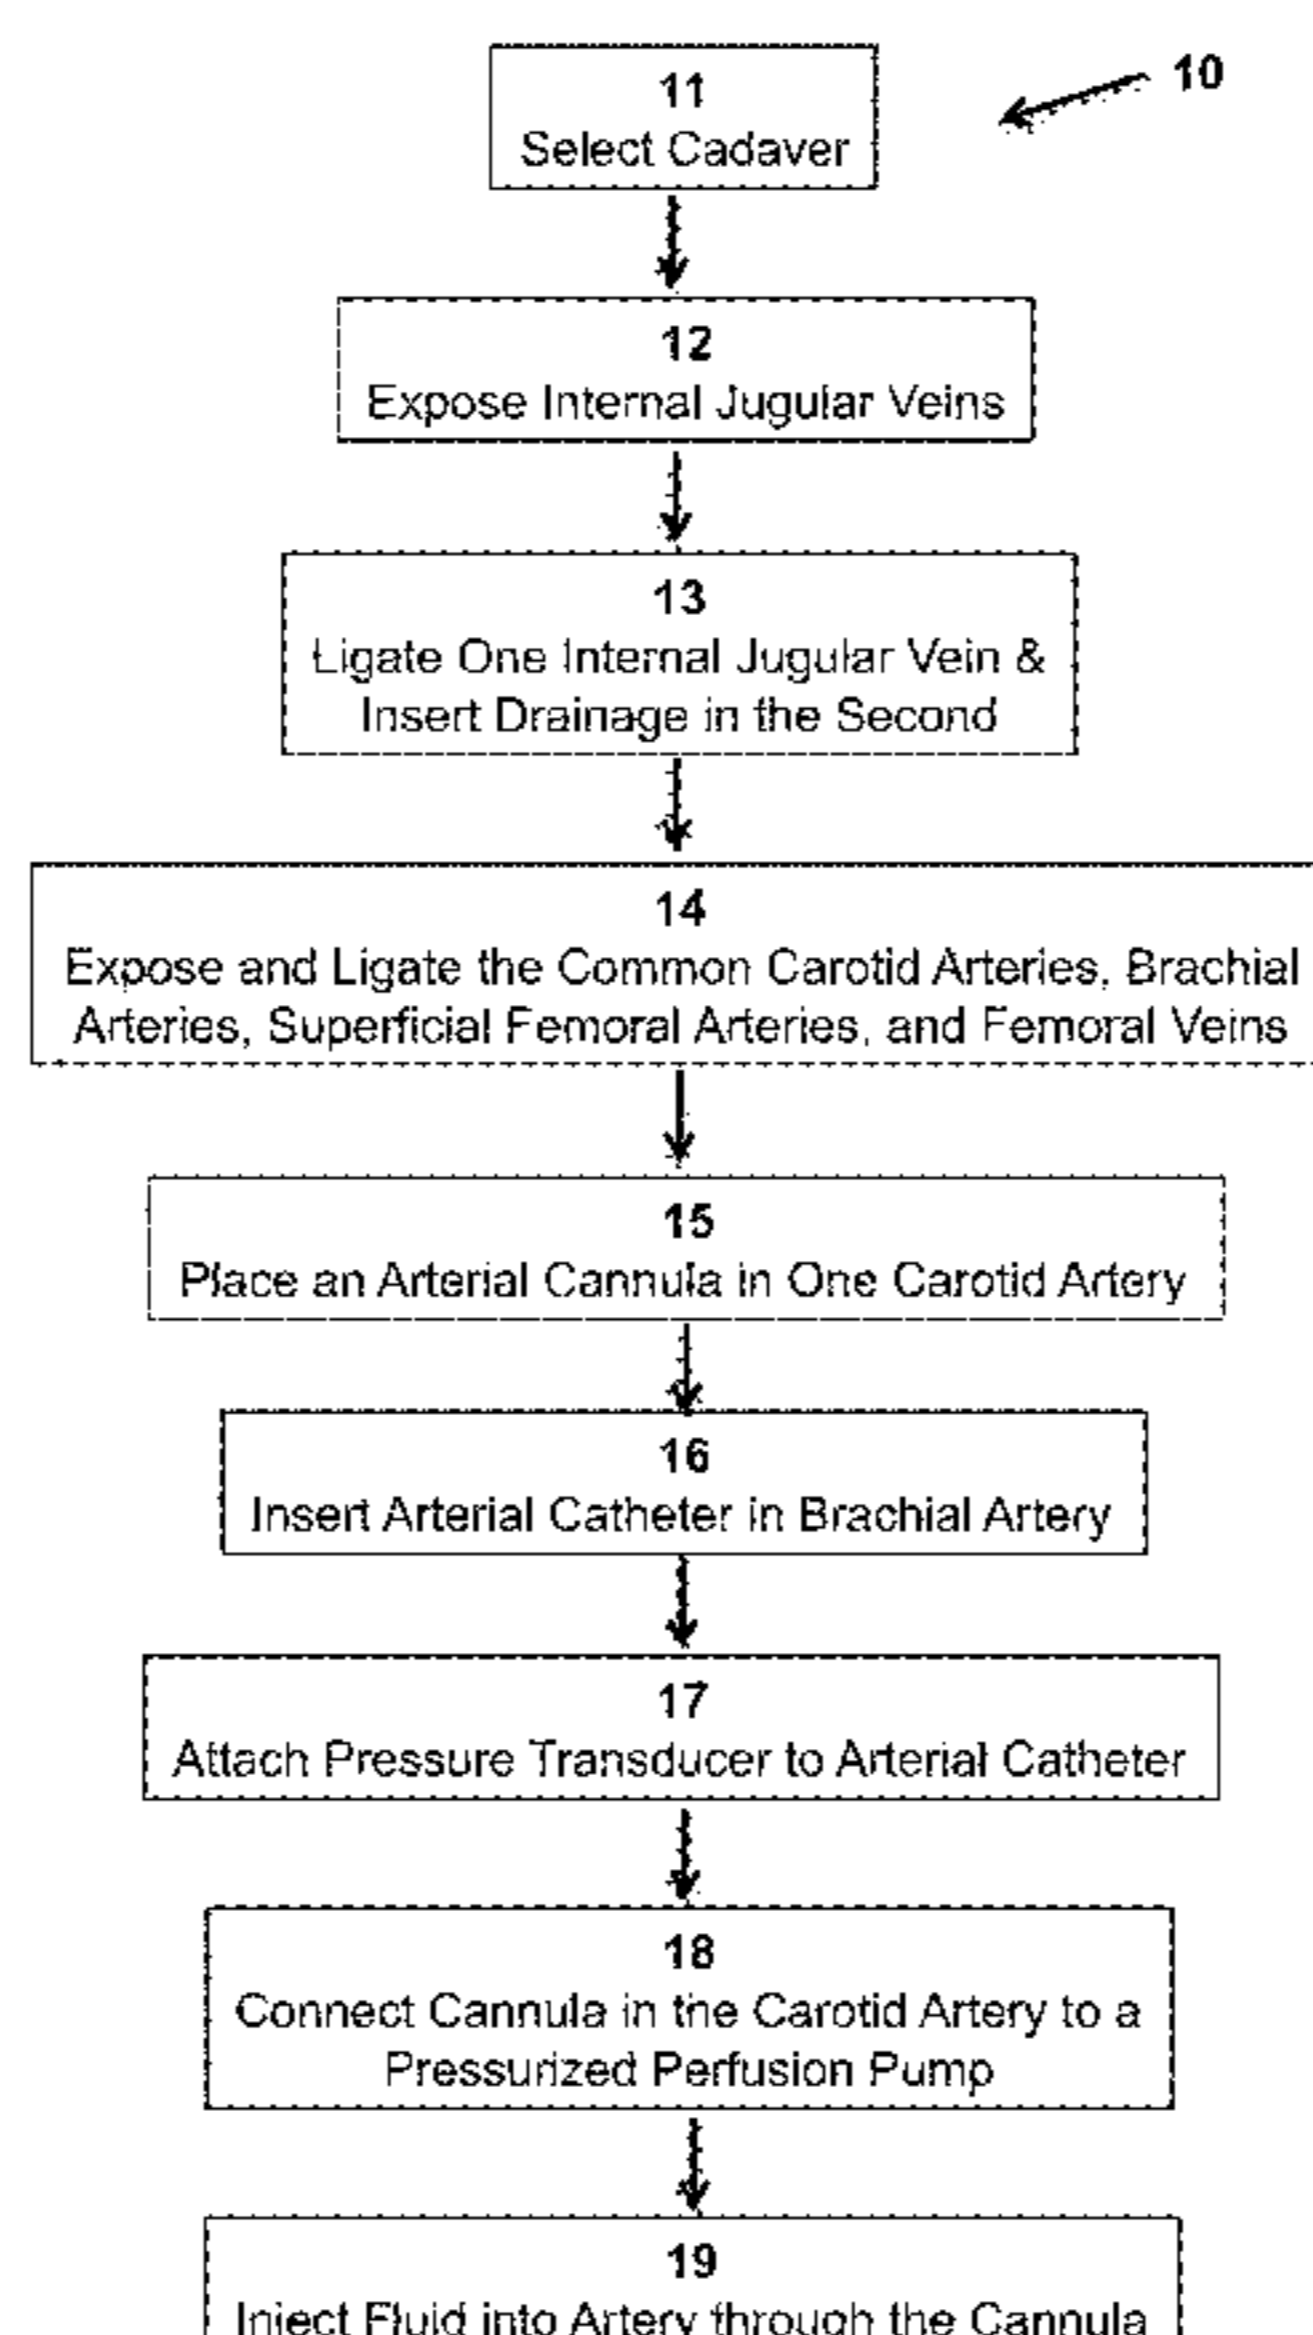 10
11
Select Cadaver
12
Expose Internal Jugular Veins
13
Ligate One Internal Jugular Vein &
Insert Drainage in the Second
14
Expose and Ligate the Common Carotid Arteries, Brachial
Arteries, Superficial Femoral Arteries, and Femoral Veins
15
Place an Arterial Cannula in One Carotid Artery
16
Insert Arterial Catheter in Brachial Artery
17
Attach Pressure Transducer to Arterial Catheter
18
Connect Cannula in the Carotid Artery to a
Pressurized Perfusion Pump
19
Inject Fluid into Artery through the Cannula